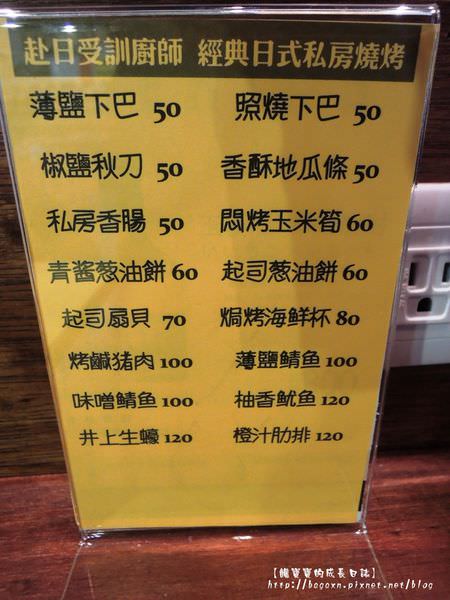 赴日受訓廚師 經典日式私房燒烤
薄鹽下巴 50 照燒下巴 50
椒鹽秋刀 50 香酥地瓜條 50
私房香腸 50 悶烤玉米筍 60
青酱葱油餅 60 起司葱油餅 60
起司扇貝 70 焗烤海鮮杯 80
烤鹹猪肉 100 薄鹽鯖魚 100
味噌鯖魚 100 柚香魷魚 120
井上生蠔 120 橙汁肋排 120
【饅寶寶的成長日誌】
http://bagoxn.pixnet.net/blog